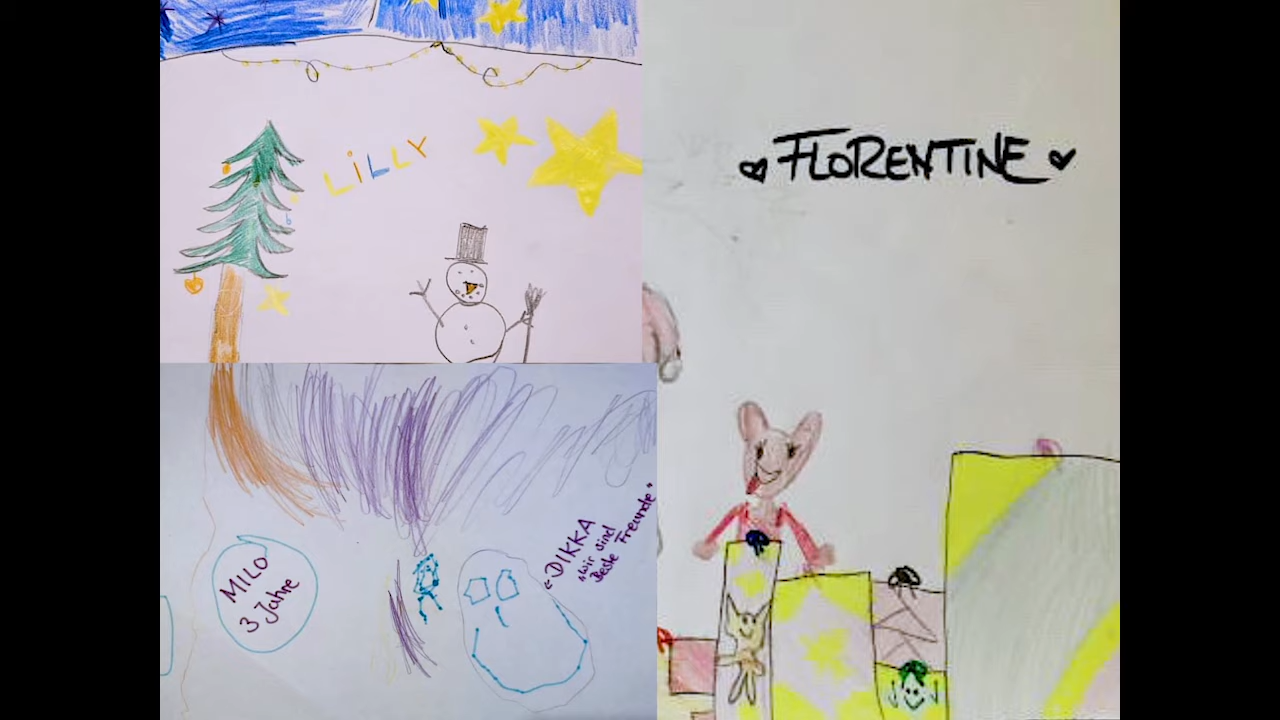 LiLLY
FLORENTINE
MILO
3 Jahre
DIKKA
"wir sind
Beste Freunde"